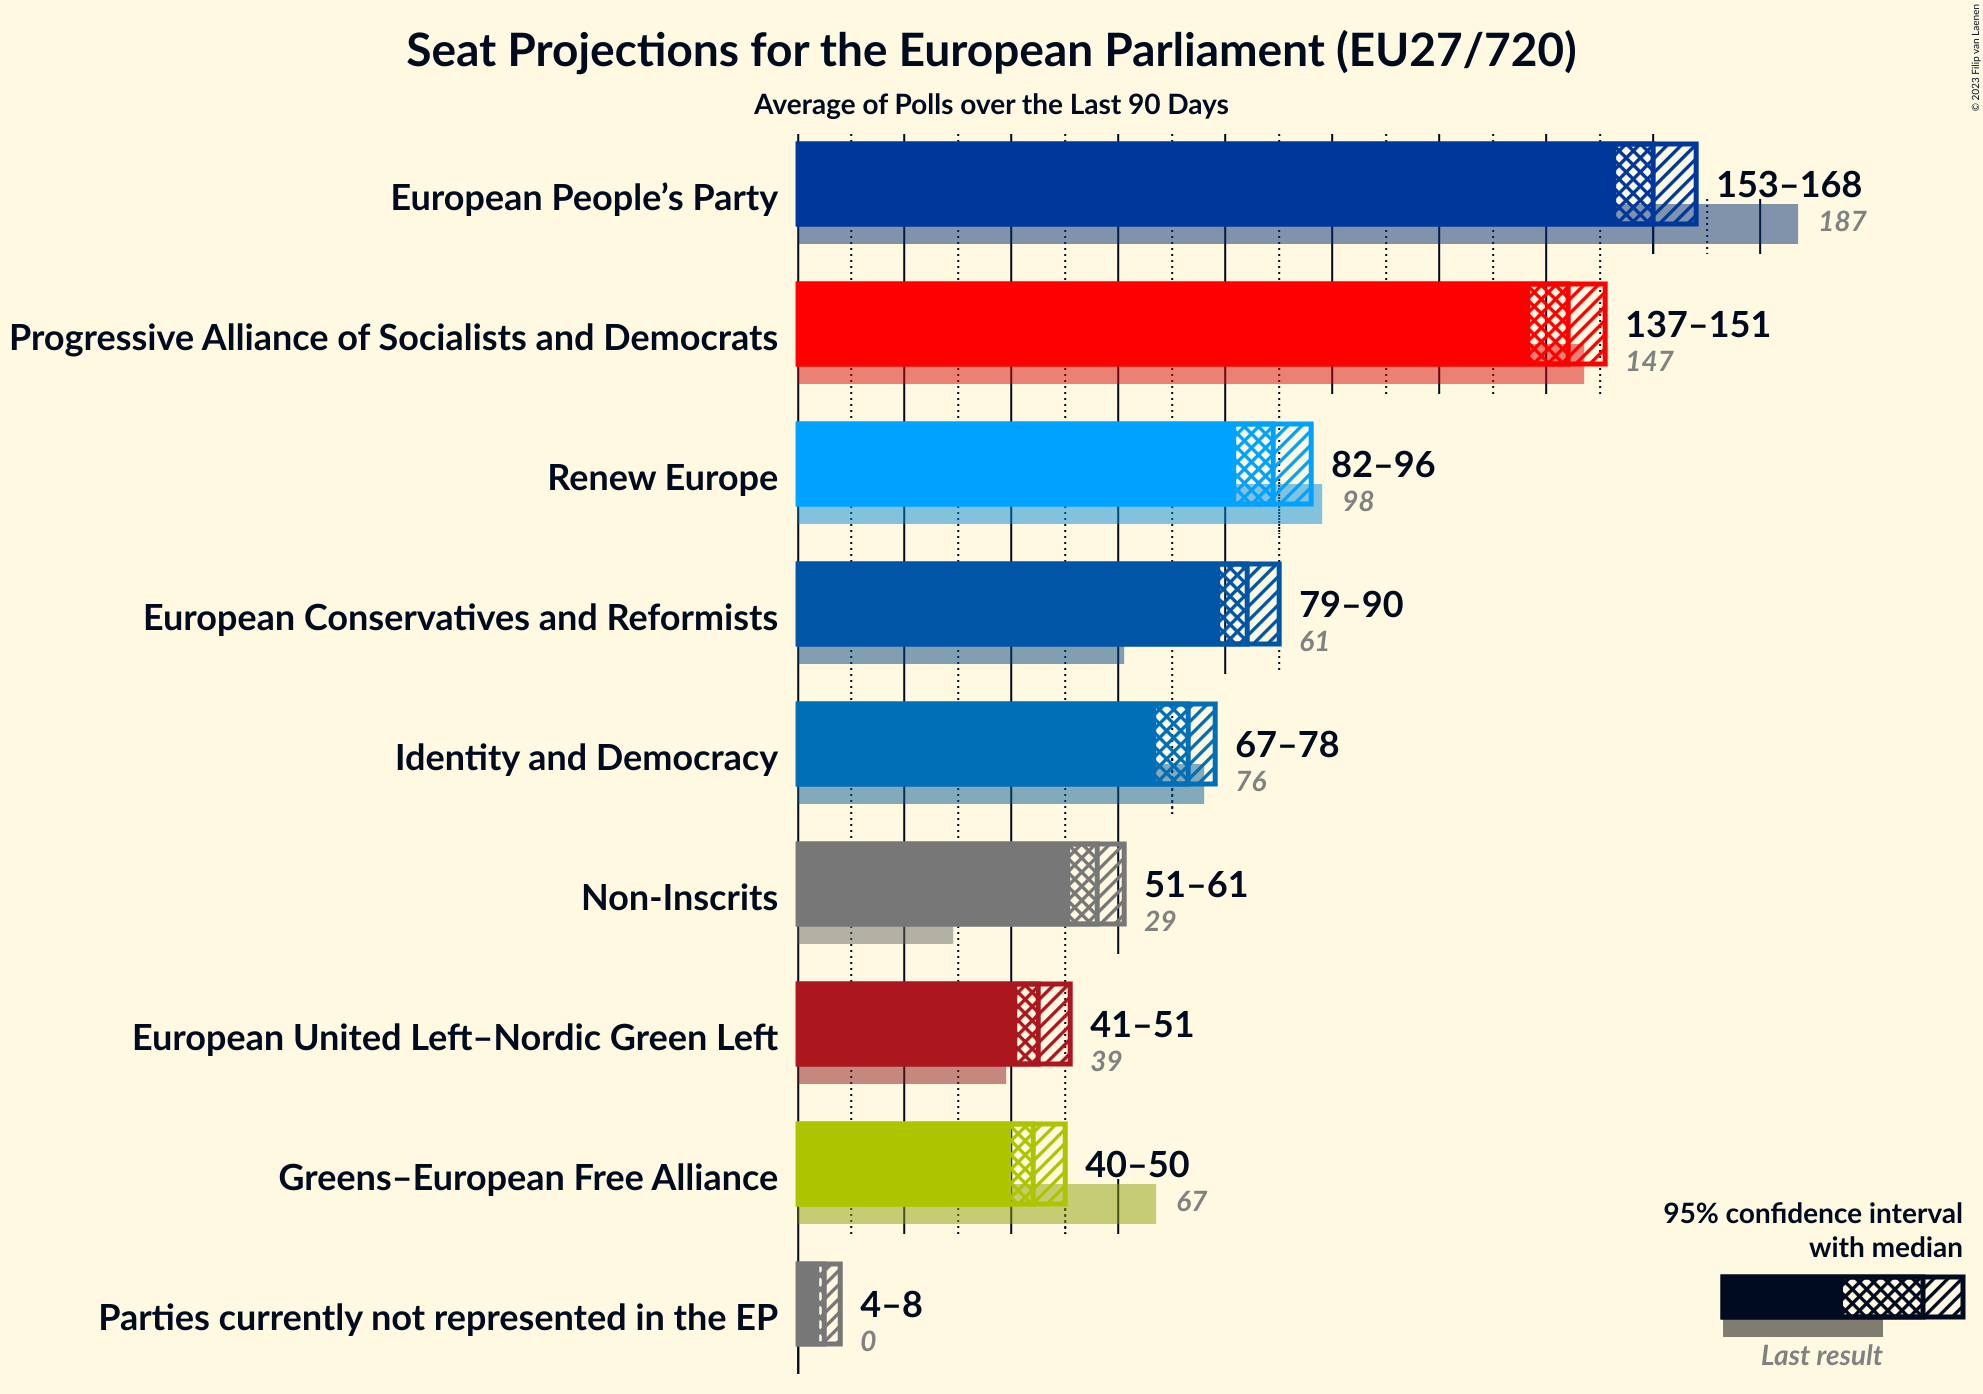 Seat Projections for the European Parliament (EU27/720)
Average of Polls over the Last 90 Days
© 2023 Filip van Laenen
European People’s Party
153–168
187
Progressive Alliance of Socialists and Democrats
137–151
147
Renew Europe
82–96
98
European Conservatives and Reformists
79–90
61
Identity and Democracy
67–78
76
Non-Inscrits
51–61
29
European United Left–Nordic Green Left
41–51
39
Greens–European Free Alliance
40–50
67
Parties currently not represented in the EP
4–8
0
95% confidence interval
with median
Last result